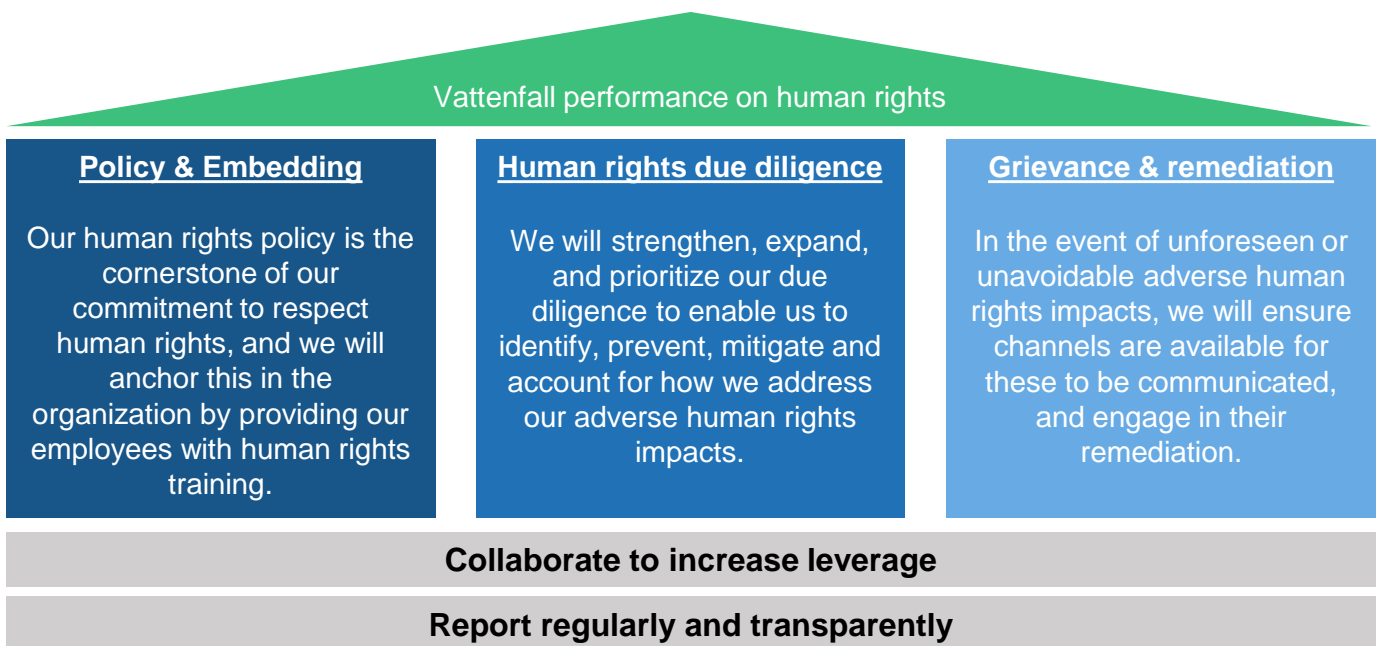 Vattenfall performance on human rights
Policy & Embedding
Our human rights policy is the
cornerstone of our
commitment to respect
human rights, and we will
anchor this in the
organization by providing our
employees with human rights
training.
Human rights due diligence
We will strengthen, expand,
and prioritize our due
diligence to enable us to
identify, prevent, mitigate and
account for how we address
our adverse human rights
impacts.
Grievance & remediation
In the event of unforeseen or
unavoidable adverse human
rights impacts, we will ensure
channels are available for
these to be communicated,
and engage in their
remediation.
Collaborate to increase leverage
Report regularly and transparently